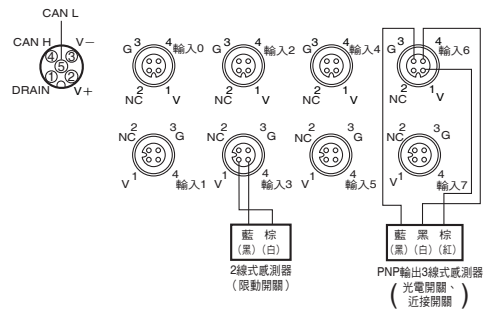 CAN L
CAN H V−
④ ③
⑤
① ②
DRAIN V+
G 3 4 輸入0
2 NC 1 V
G 3 4 輸入2
2 NC 1 V
G 3 4 輸入4
2 NC 1 V
G 3 4 輸入6
2 NC 1 V
NC 2 3 G
V 1 4 輸入1
NC 2 3 G
V 1 4 輸入3
NC 2 3 G
V 1 4 輸入5
NC 2 3 G
V 1 4 輸入7
藍 棕
(黑) (白)
2線式感測器
(限動開關)
藍 黑 棕
(黑) (白) (紅)
PNP輸出3線式感測器
(光電開關、
近接開關)